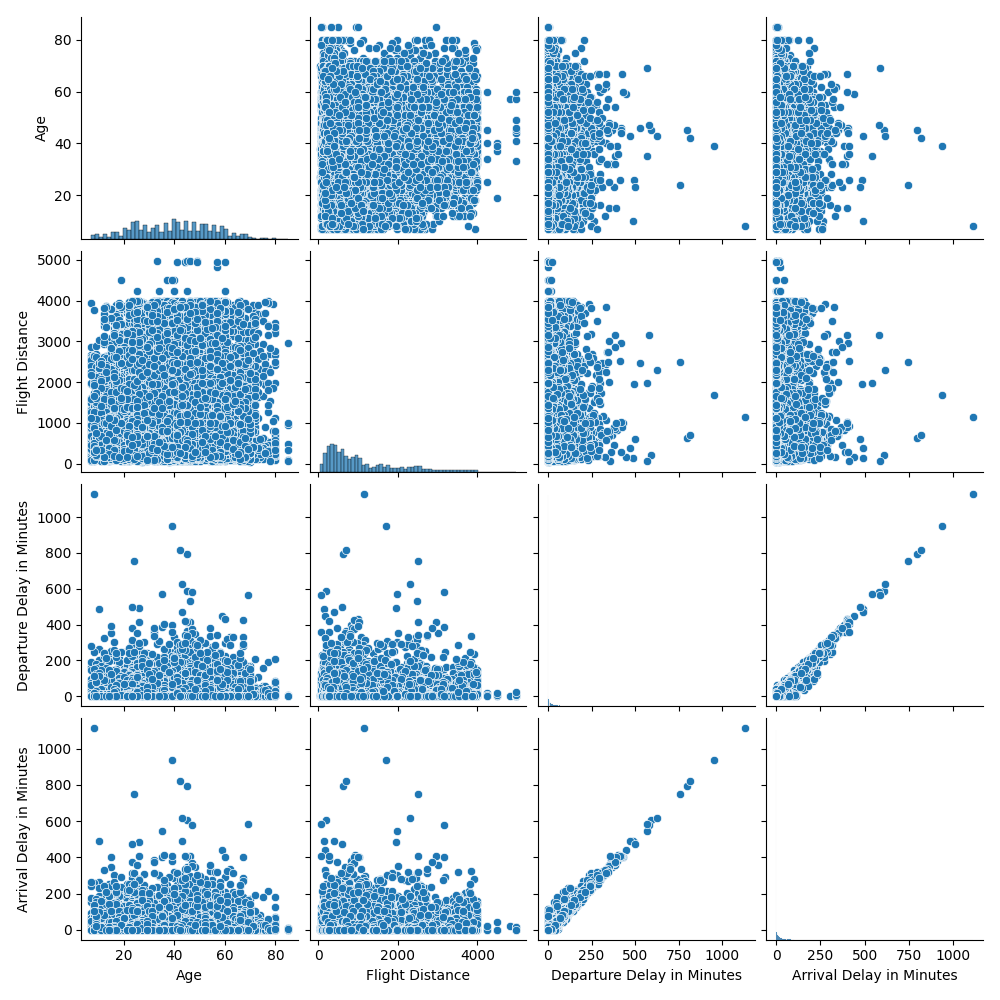 80
60
40
20
Age
5000
4000
3000
2000
1000
0
Flight Distance
1000
800
600
400
200
0
Departure Delay in Minutes
1000
800
600
400
200
0
Arrival Delay in Minutes
20 40 60 80
0 2000 4000
0 250 500 750 1000
0 250 500 750 1000
Age
Flight Distance
Departure Delay in Minutes
Arrival Delay in Minutes